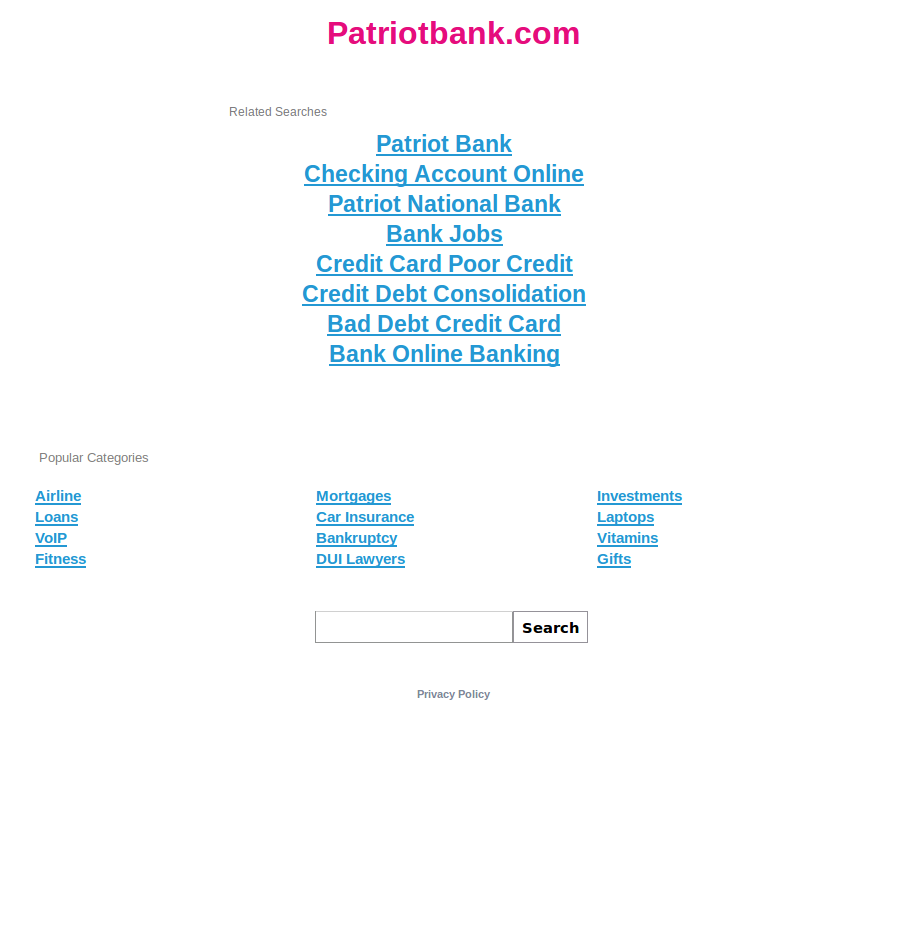 Patriotbank.com
Related Searches
Patriot Bank
Checking Account Online
Patriot National Bank
Bank Jobs
Credit Card Poor Credit
Credit Debt Consolidation
Bad Debt Credit Card
Bank Online Banking
Popular Categories
Airline Mortgages Investments
Loans Car Insurance Laptops
VoIP Bankruptcy Vitamins
Fitness DUI Lawyers Gifts
Search
Privacy Policy